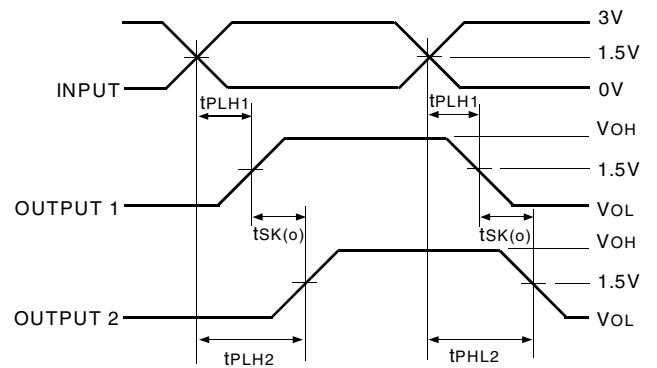 3V
1.5V
INPUT
0V
tPLH1
tPLH1
VOH
1.5V
OUTPUT 1
VOL
tSK(o)
tSK(o)
VOH
1.5V
OUTPUT 2
VOL
tPLH2
tPHL2